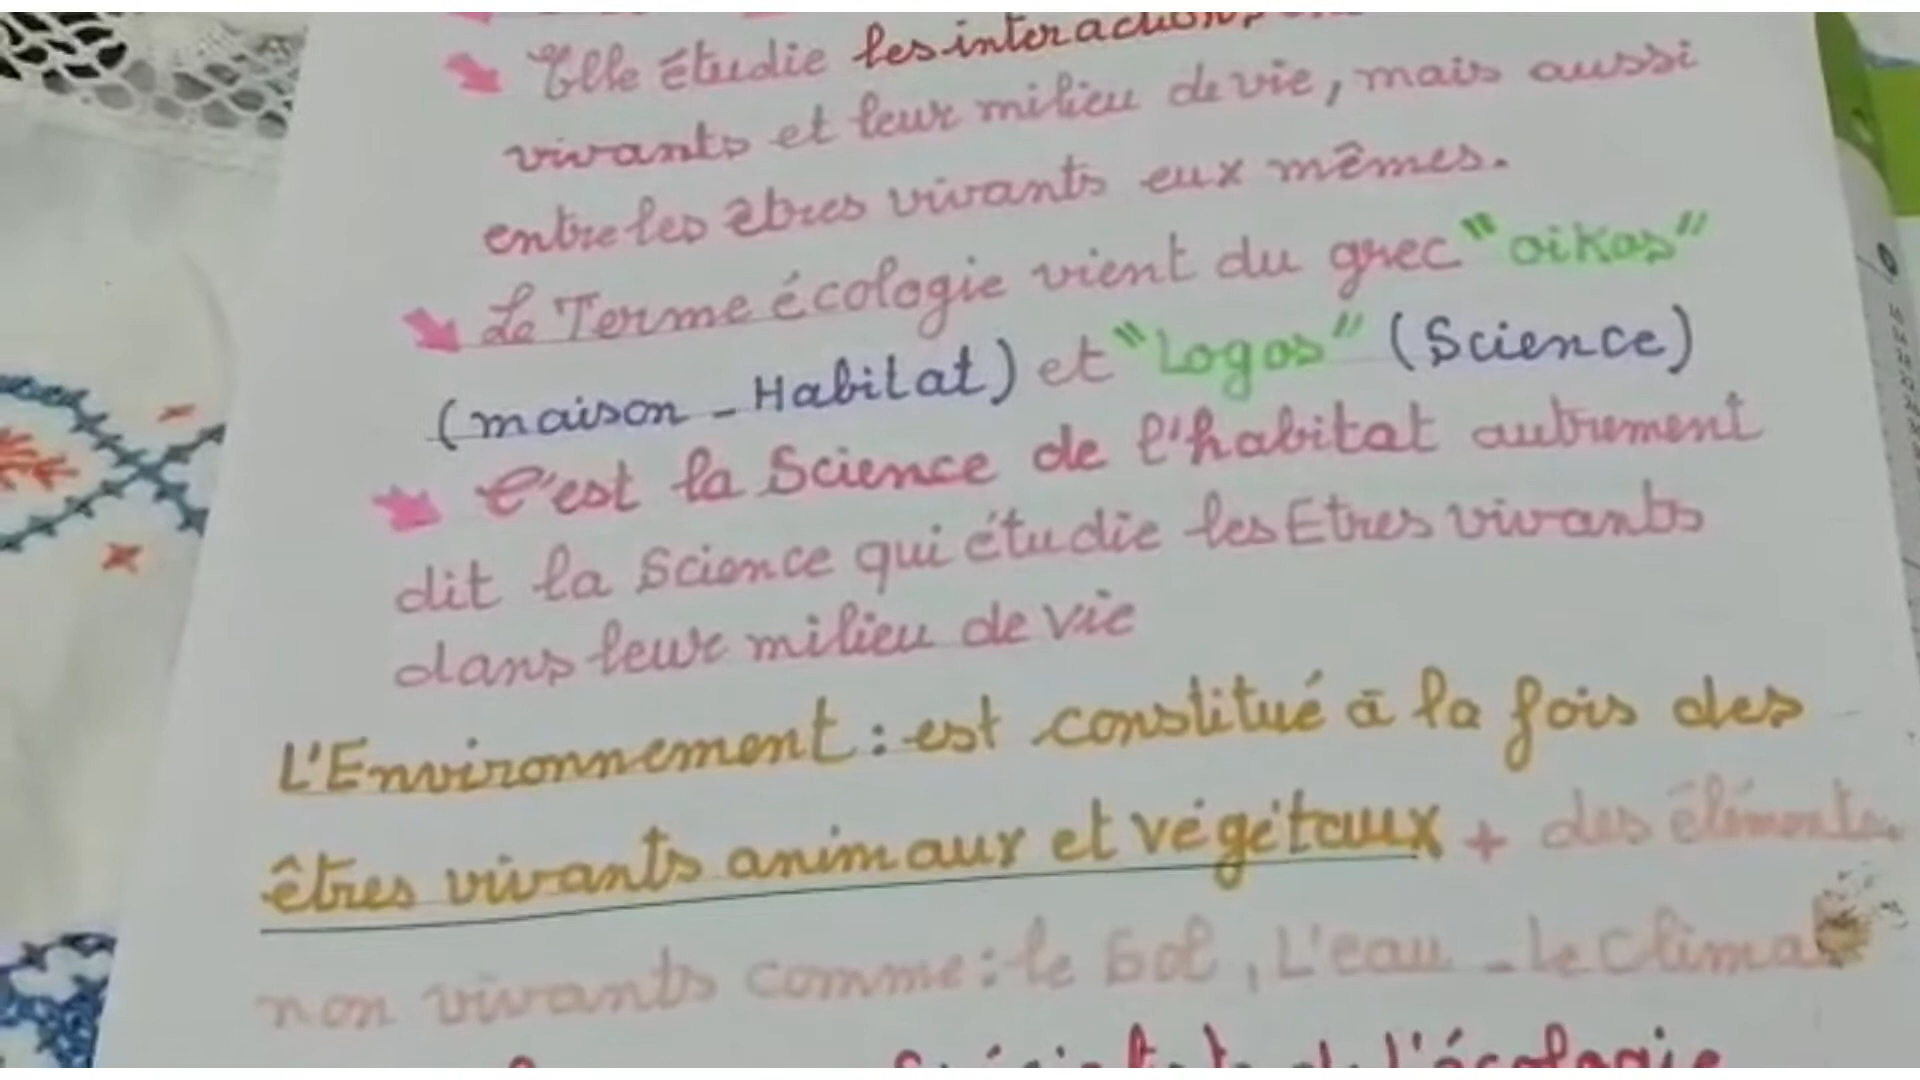 Elle étudie les interactions
vivants et leur milieu de vie, mais aussi
entre les êtres vivants eux mêmes.
Le Terme écologie vient du grec "oikos"
(maison - Habitat) et "Logos" (Science)
C'est la Science de l'habitat autrement
dit la Science qui étudie les Etres vivants
dans leur milieu de vie
L'Environnement : est constitué à la fois des
êtres vivants animaux et végétaux + des éléments
non vivants comme : le sol, L'eau - Le Climat
de l'écologie